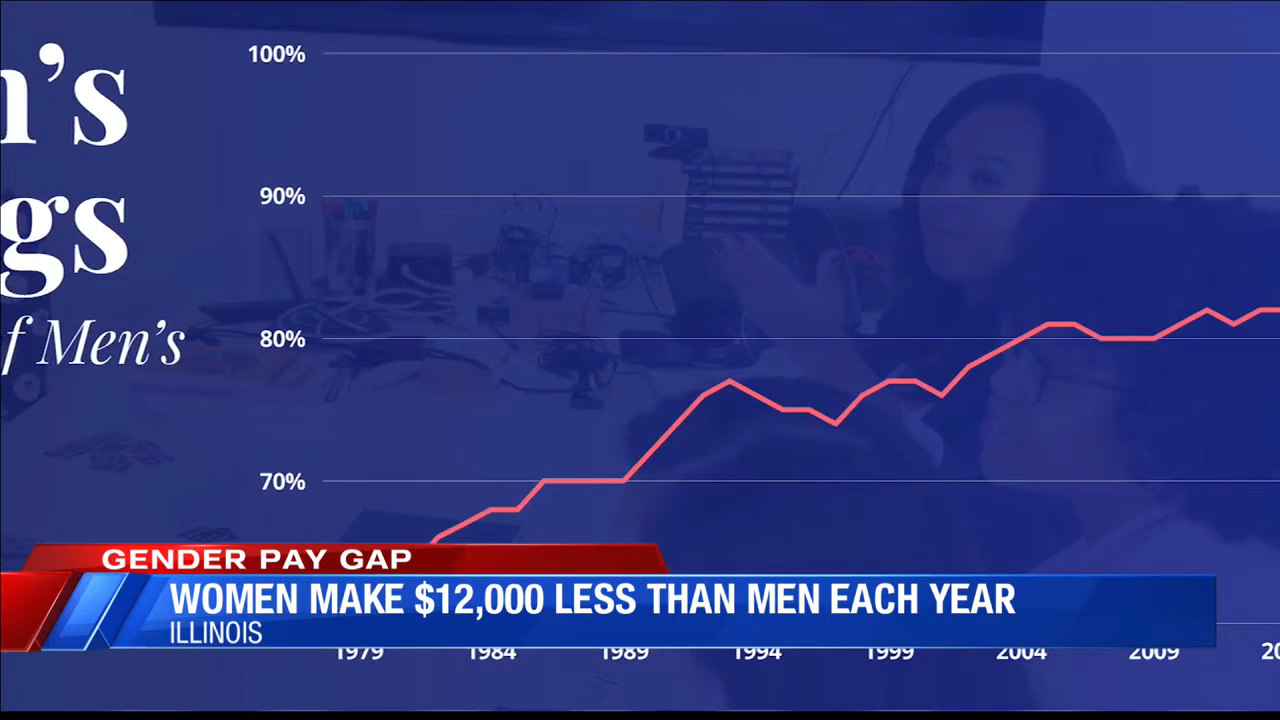 n's
gs
f Men's
100%
90%
80%
70%
GENDER PAY GAP
WOMEN MAKE $12,000 LESS THAN MEN EACH YEAR
ILLINOIS
1979 1984 1989 1994 1999 2004 2009 20